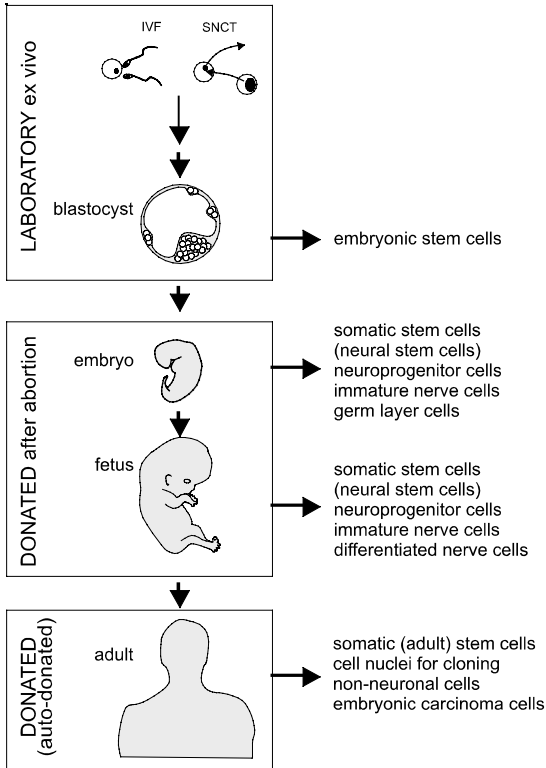 IVF SNCT
LABORATORY ex vivo
blastocyst
embryonic stem cells
DONATED after abortion
embryo
somatic stem cells
(neural stem cells)
neuroprogenitor cells
immature nerve cells
germ layer cells
fetus
somatic stem cells
(neural stem cells)
neuroprogenitor cells
immature nerve cells
differentiated nerve cells
DONATED
(auto-donated)
adult
somatic (adult) stem cells
cell nuclei for cloning
non-neuronal cells
embryonic carcinoma cells